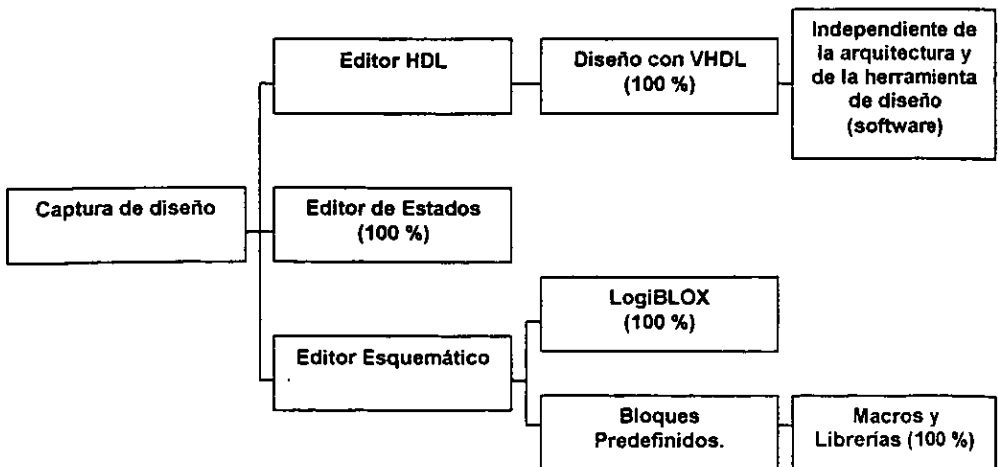 Editor HDL
Diseño con VHDL
(100 %)
Independiente de
la arquitectura y
de la herramienta
de diseño
(software)
Captura de diseño
Editor de Estados
(100 %)
Editor Esquemático
LogiBLOX
(100 %)
Bloques
Predefinidos.
Macros y
Librerías (100 %)